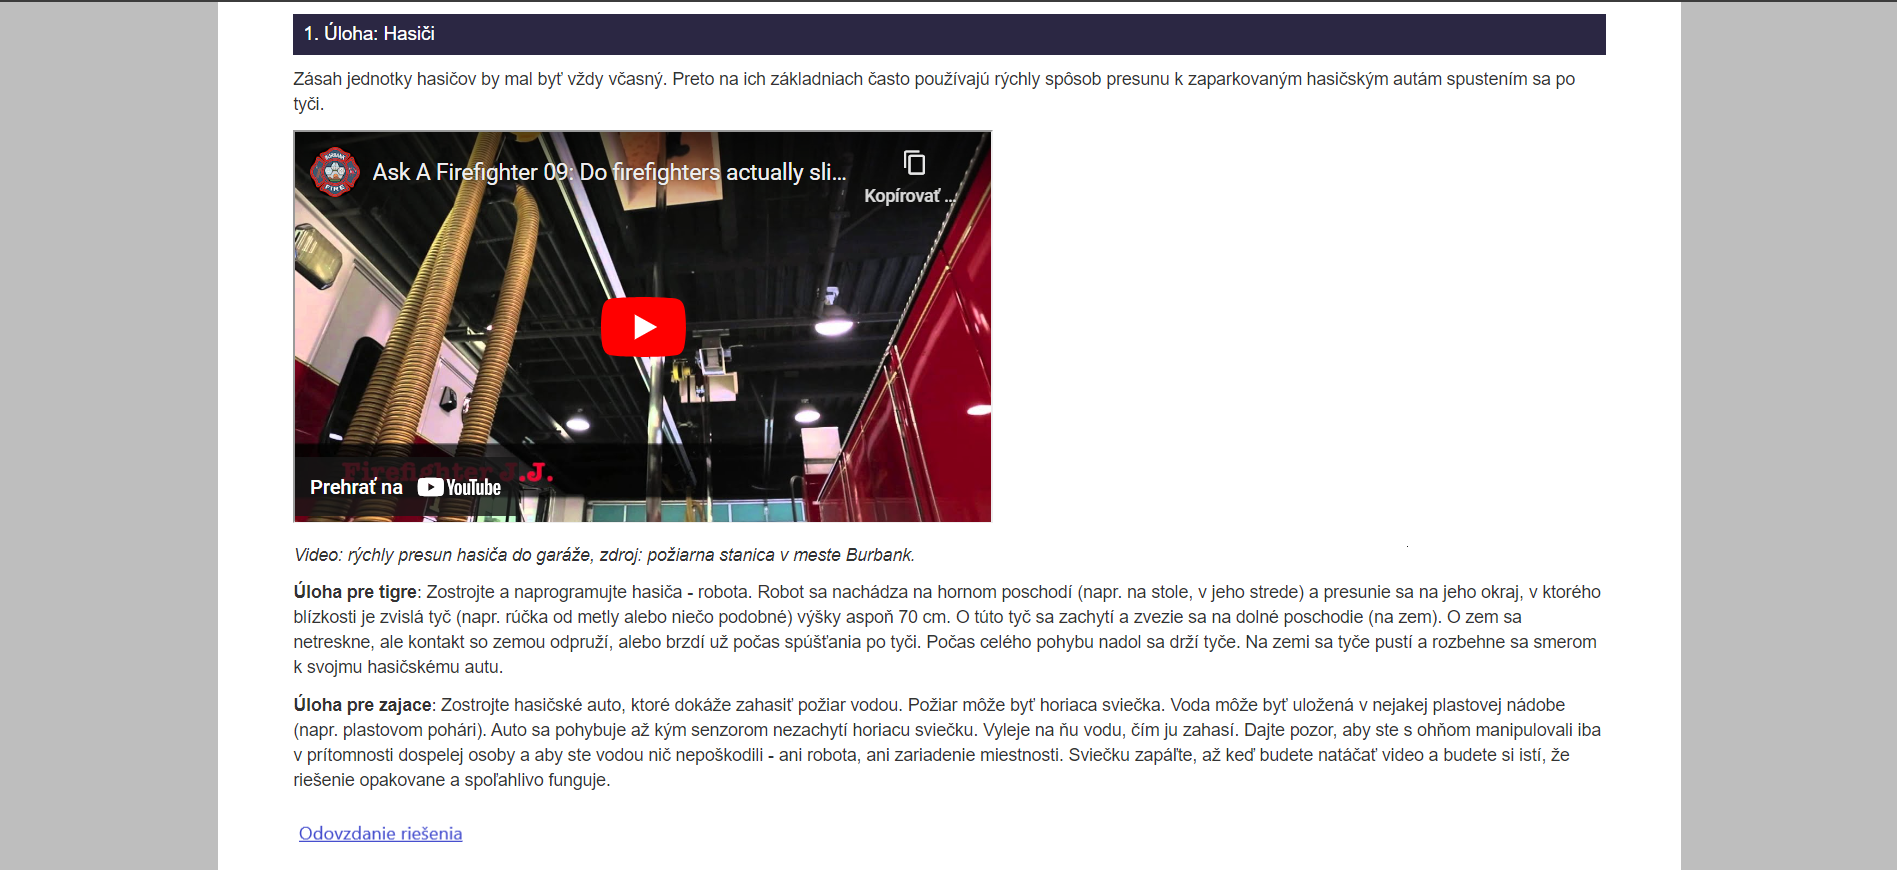 1. Úloha: Hasiči
Zásah jednotky hasičov by mal byť vždy včasný. Preto na ich základniach často používajú rýchly spôsob presunu k zaparkovaným hasičským autám spustením sa po
tyči.
BURBANK
FIRE
Ask A Firefighter 09: Do firefighters actually sli...
Kopírovať ...
Firefighter J.J.
Prehrať na YouTube
Video: rýchly presun hasiča do garáže, zdroj: požiarna stanica v meste Burbank.
Úloha pre tigre: Zostrojte a naprogramujte hasiča - robota. Robot sa nachádza na hornom poschodí (napr. na stole, v jeho strede) a presunie sa na jeho okraj, v ktorého
blízkosti je zvislá tyč (napr. rúčka od metly alebo niečo podobné) výšky aspoň 70 cm. O túto tyč sa zachytí a zvezie sa na dolné poschodie (na zem). O zem sa
netreskne, ale kontakt so zemou odpruží, alebo brzdí už počas spúšťania po tyči. Počas celého pohybu nadol sa drží tyče. Na zemi sa tyče pustí a rozbehne sa smerom
k svojmu hasičskému autu.
Úloha pre zajace: Zostrojte hasičské auto, ktoré dokáže zahasiť požiar vodou. Požiar môže byť horiaca sviečka. Voda môže byť uložená v nejakej plastovej nádobe
(napr. plastovom pohári). Auto sa pohybuje až kým senzorom nezachytí horiacu sviečku. Vyleje na ňu vodu, čím ju zahasí. Dajte pozor, aby ste s ohňom manipulovali iba
v prítomnosti dospelej osoby a aby ste vodou nič nepoškodili - ani robota, ani zariadenie miestnosti. Sviečku zapáľte, až keď budete natáčať video a budete si istí, že
riešenie opakovane a spoľahlivo funguje.
Odovzdanie riešenia